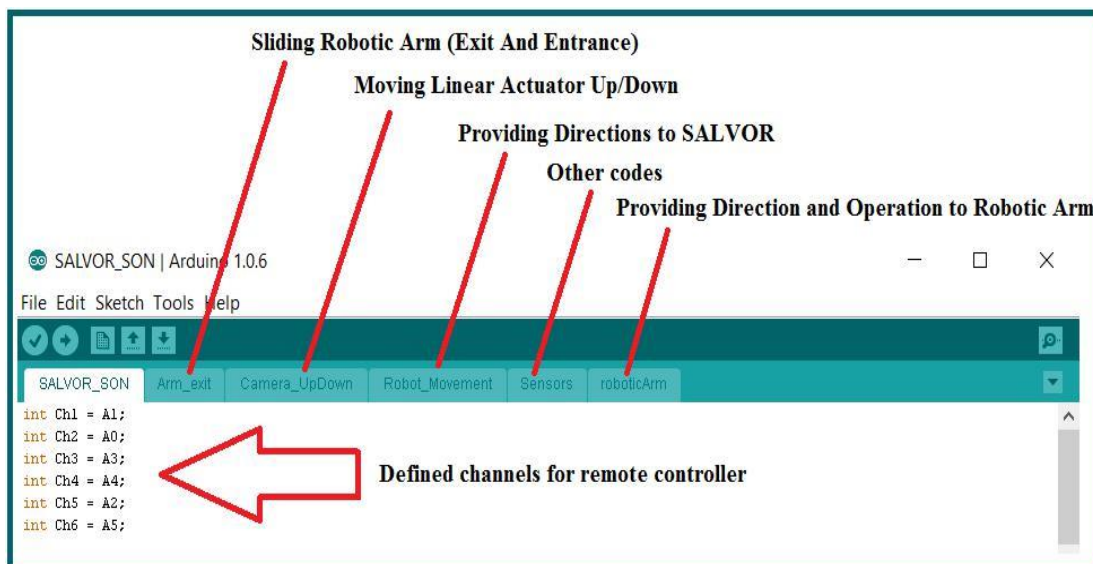 Sliding Robotic Arm (Exit And Entrance)
Moving Linear Actuator Up/Down
Providing Directions to SALVOR
Other codes
Providing Direction and Operation to Robotic Arm
SALVOR_SON | Arduino 1.0.6
File Edit Sketch Tools Help
SALVOR_SON Arm_exit Camera_UpDown Robot_Movement Sensors roboticArm
int Ch1 = A1;
int Ch2 = A0;
int Ch3 = A3;
int Ch4 = A4;
int Ch5 = A2;
int Ch6 = A5;
Defined channels for remote controller